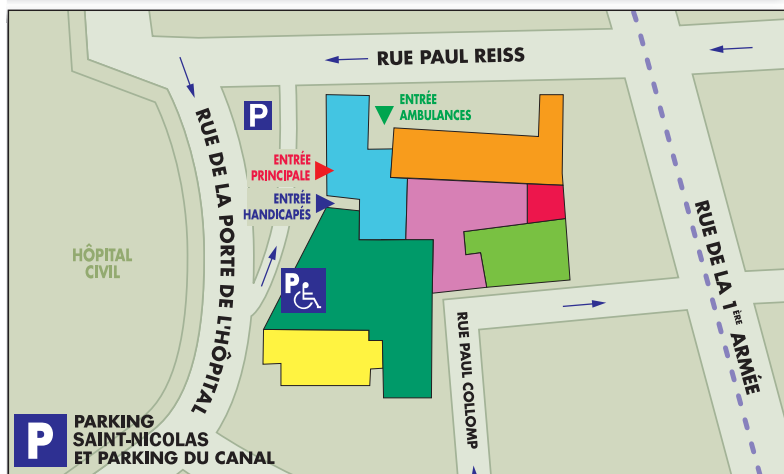 RUE PAUL REISS
ENTRÉE
AMBULANCES
P
ENTRÉE
PRINCIPALE
ENTRÉE
HANDICAPÉS
RUE DE LA PORTE DE L'HÔPITAL
HÔPITAL
CIVIL
P
RUE DE LA 1ÈRE ARMÉE
RUE PAUL COLLOMP
P
PARKING
SAINT-NICOLAS
ET PARKING DU CANAL